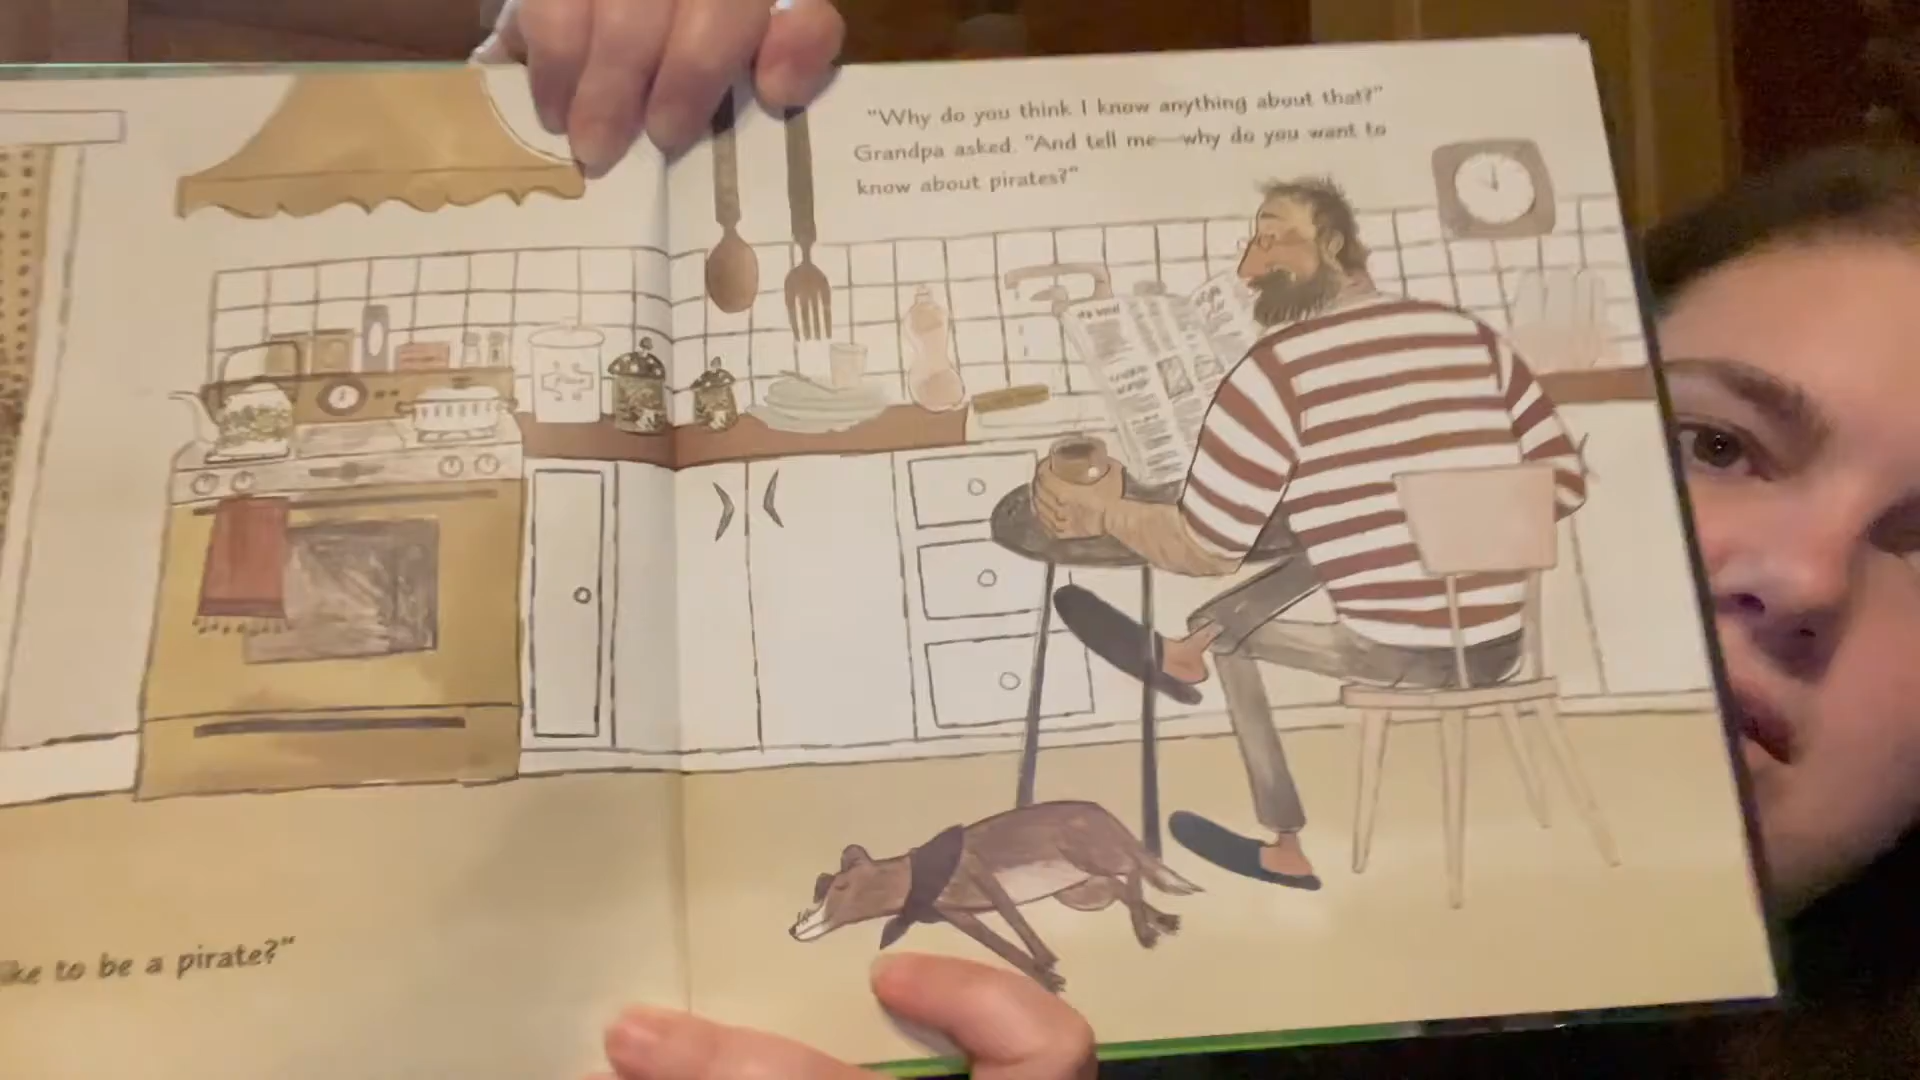 "Why do you think I know anything about that?"
Grandpa asked. "And tell me—why do you want to
know about pirates?"
ike to be a pirate?"